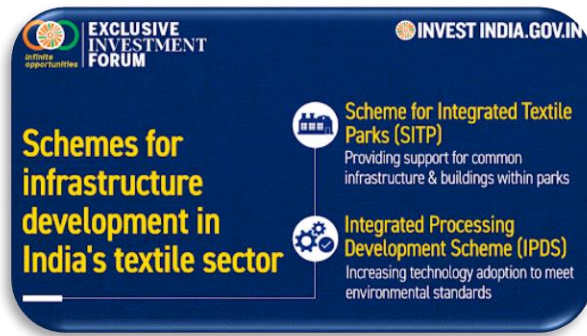 EXCLUSIVE
INVESTMENT
FORUM
infinite
opportunities
INVEST INDIA.GOV.IN
Schemes for
infrastructure
development in
India's textile sector
Scheme for Integrated Textile
Parks (SITP)
Providing support for common
infrastructure & buildings within parks
Integrated Processing
Development Scheme (IPDS)
Increasing technology adoption to meet
environmental standards